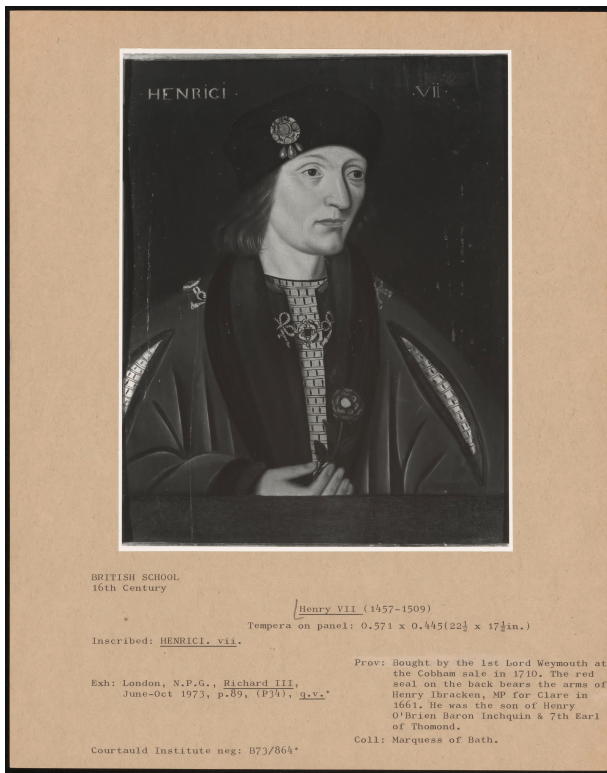 HENRICI · VII ·
BRITISH SCHOOL
16th Century
Henry VII (1457-1509)
Tempera on panel: 0.571 x 0.445(22½ x 17½in.)
Inscribed: HENRICI. vii.
Exh: London, N.P.G., Richard III,
June-Oct 1973, p.89, (P34), q.v.*
Prov: Bought by the 1st Lord Weymouth at
the Cobham sale in 1710. The red
seal on the back bears the arms of
Henry Ibracken, MP for Clare in
1661. He was the son of Henry
O'Brien Baron Inchquin & 7th Earl
of Thomond.
Coll: Marquess of Bath.
Courtauld Institute neg: B73/864*